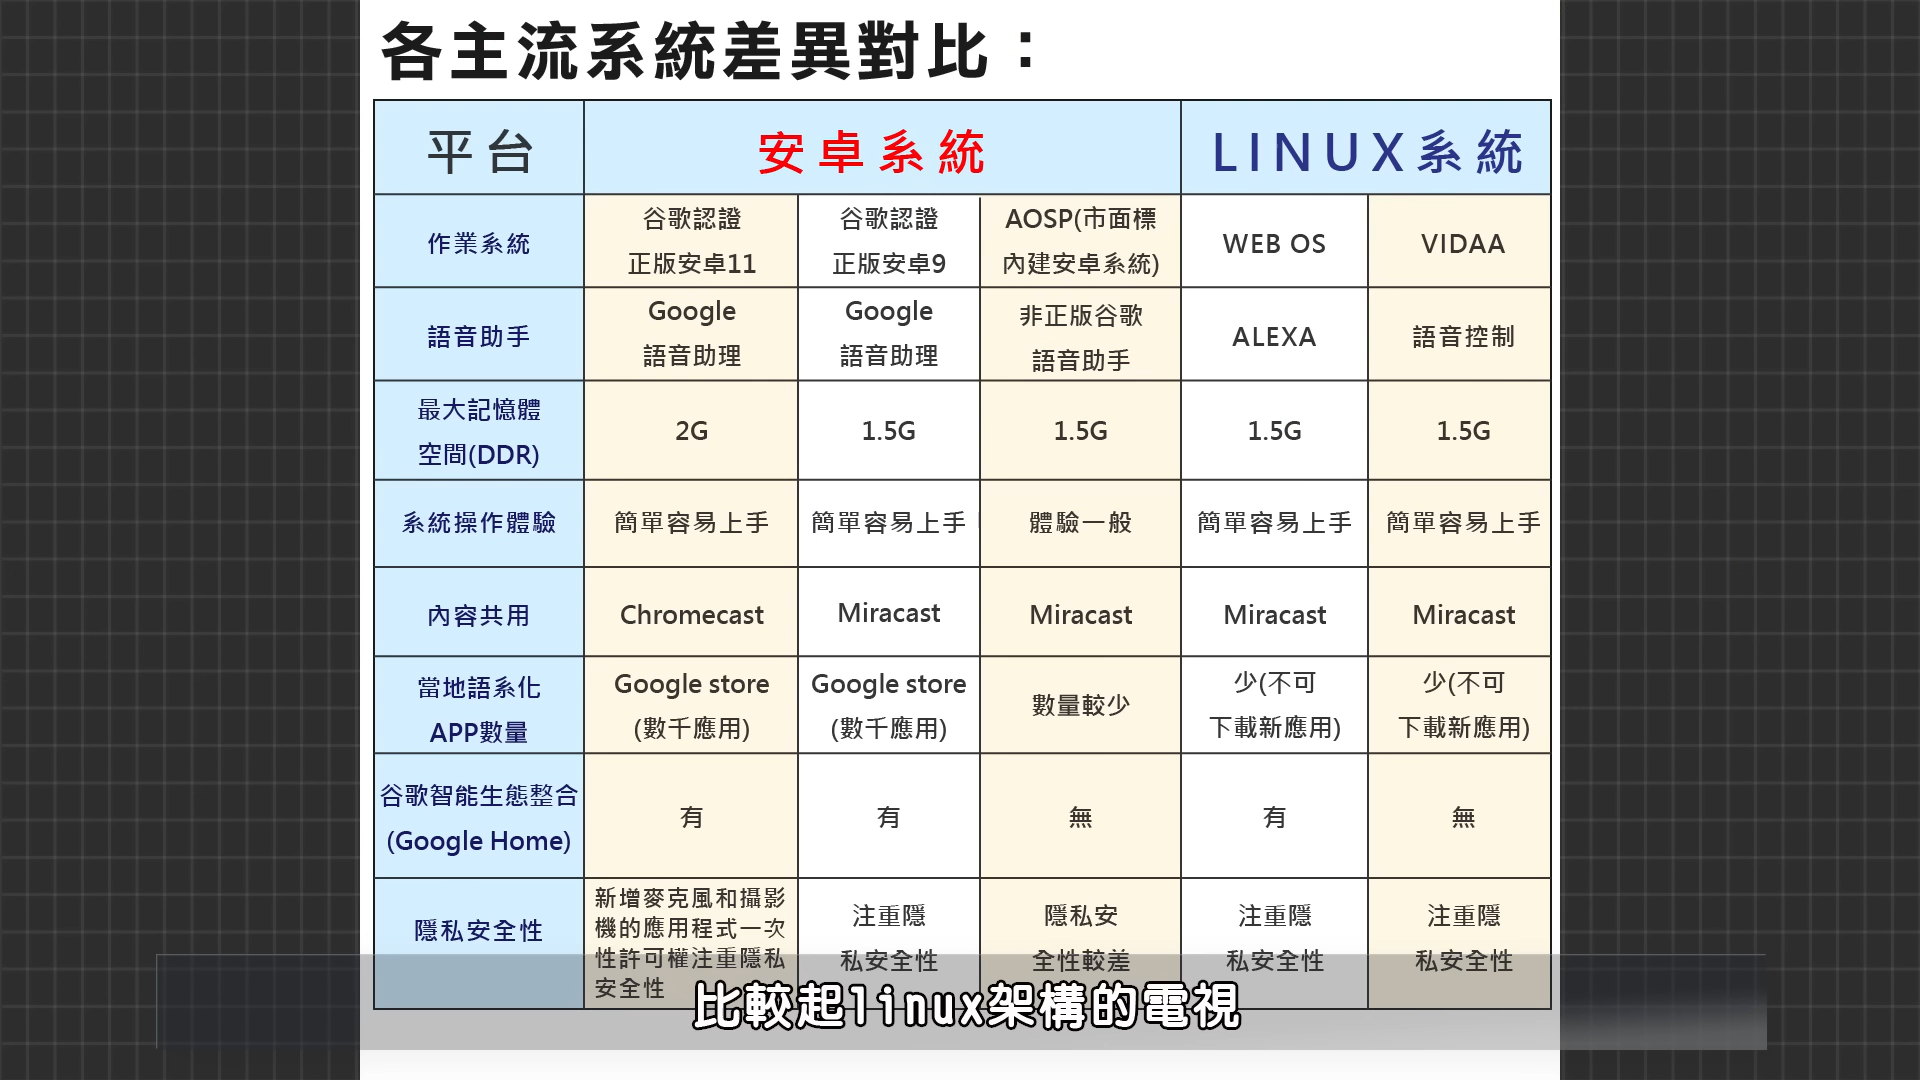 各主流系統差異對比：
平台
安卓系統
LINUX系統
作業系統
谷歌認證
正版安卓11
谷歌認證
正版安卓9
AOSP(市面標
內建安卓系統)
WEB OS
VIDAA
語音助手
Google
語音助理
Google
語音助理
非正版谷歌
語音助手
ALEXA
語音控制
最大記憶體
空間(DDR)
2G
1.5G
1.5G
1.5G
1.5G
系統操作體驗
簡單容易上手
簡單容易上手
體驗一般
簡單容易上手
簡單容易上手
內容共用
Chromecast
Miracast
Miracast
Miracast
Miracast
當地語系化
APP數量
Google store
(數千應用)
Google store
(數千應用)
數量較少
少(不可
下載新應用)
少(不可
下載新應用)
谷歌智能生態整合
(Google Home)
有
有
無
有
無
隱私安全性
新增麥克風和攝影
機的應用程式一次
性許可權注重隱私
安全性
注重隱
私安全性
隱私安
全性較差
注重隱
私安全性
注重隱
私安全性
比較起linux架構的電視